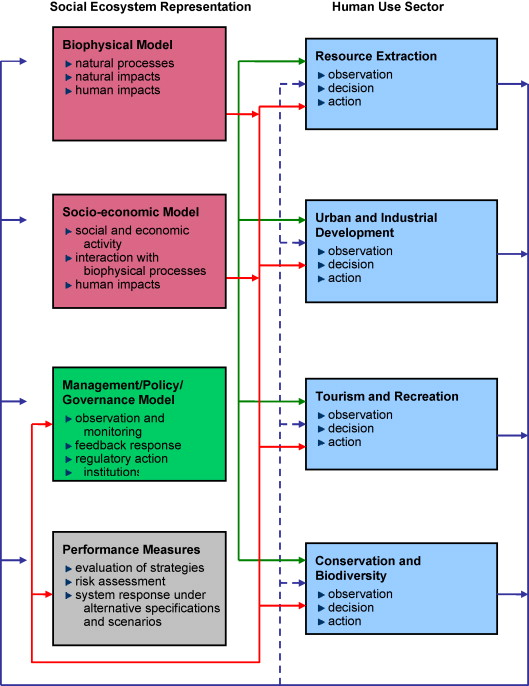 Social Ecosystem Representation
Human Use Sector
Biophysical Model
natural processes
natural impacts
human impacts
Socio-economic Model
social and economic
activity
interaction with
biophysical processes
human impacts
Management/Policy/
Governance Model
observation and
monitoring
feedback response
regulatory action
institutions
Performance Measures
evaluation of strategies
risk assessment
system response under
alternative specifications
and scenarios
Resource Extraction
observation
decision
action
Urban and Industrial
Development
observation
decision
action
Tourism and Recreation
observation
decision
action
Conservation and
Biodiversity
observation
decision
action